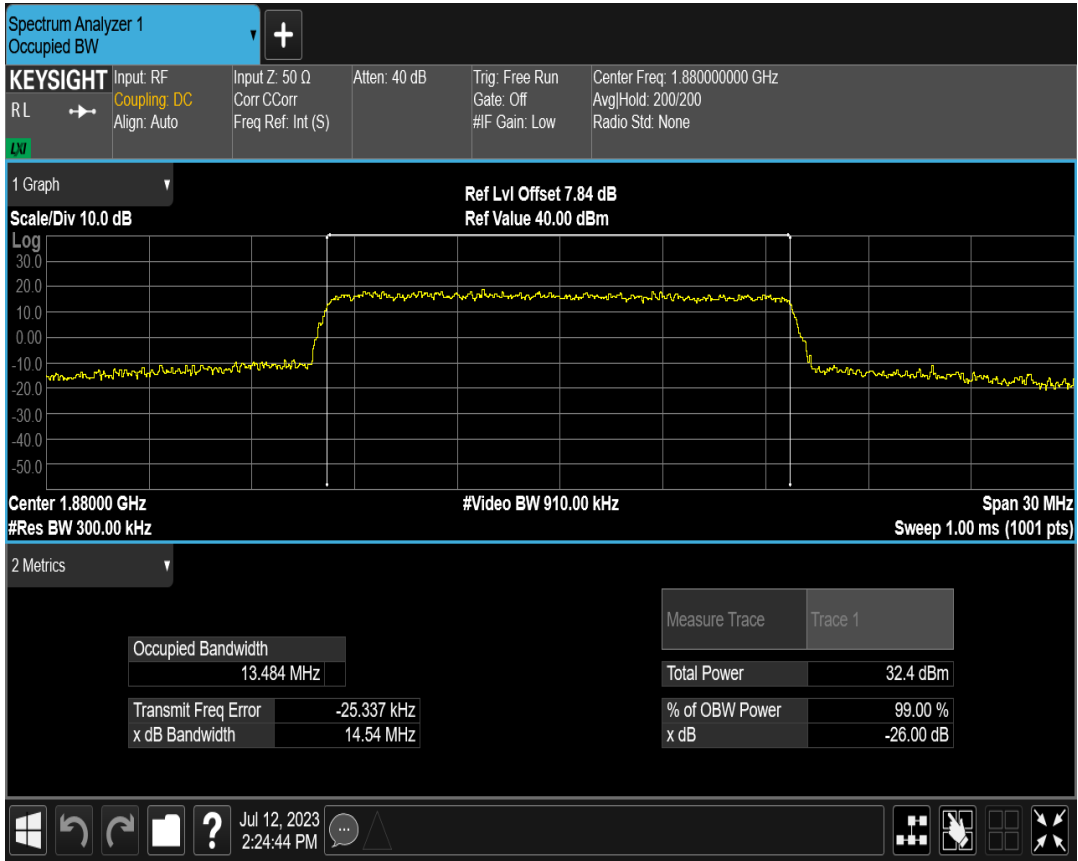 Spectrum Analyzer 1
Occupied BW
+
KEYSIGHT Input: RF Input Z: 50 Ω Atten: 40 dB Trig: Free Run Center Freq: 1.880000000 GHz
R L Coupling: DC Corr CCorr Gate: Off Avg|Hold: 200/200
Align: Auto Freq Ref: Int (S) #IF Gain: Low Radio Std: None
LXI
1 Graph
Ref Lvl Offset 7.84 dB
Scale/Div 10.0 dB Ref Value 40.00 dBm
Log
30.0
20.0
10.0
0.00
-10.0
-20.0
-30.0
-40.0
-50.0
Center 1.88000 GHz #Video BW 910.00 kHz Span 30 MHz
#Res BW 300.00 kHz Sweep 1.00 ms (1001 pts)
2 Metrics
Measure Trace Trace 1
Occupied Bandwidth
13.484 MHz
Total Power 32.4 dBm
Transmit Freq Error -25.337 kHz % of OBW Power 99.00 %
x dB Bandwidth 14.54 MHz x dB -26.00 dB
? Jul 12, 2023
2:24:44 PM